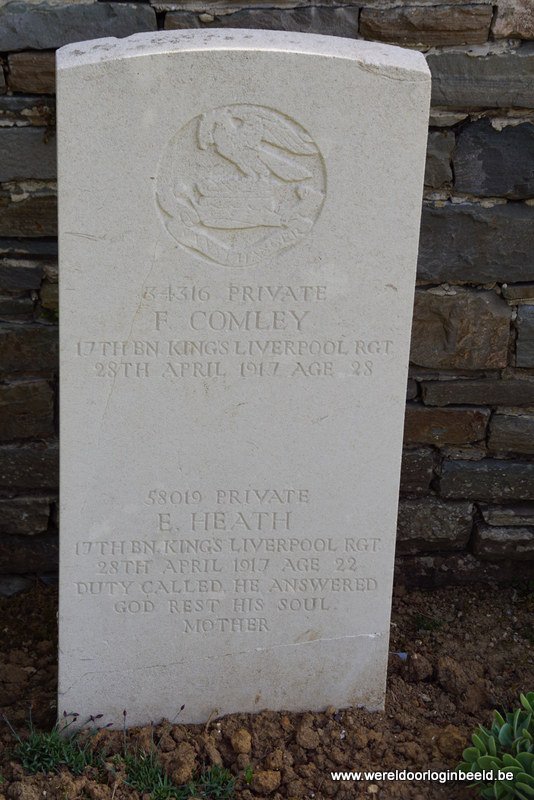 64316 PRIVATE
F. COMLEY
17TH BN. KING'S LIVERPOOL RGT.
28TH APRIL 1917 AGE 28
58019 PRIVATE
E. HEATH
17TH BN. KING'S LIVERPOOL RGT.
28TH APRIL 1917 AGE 22
DUTY CALLED. HE ANSWERED
GOD REST HIS SOUL.
MOTHER
www.wereldoorloginbeeld.be